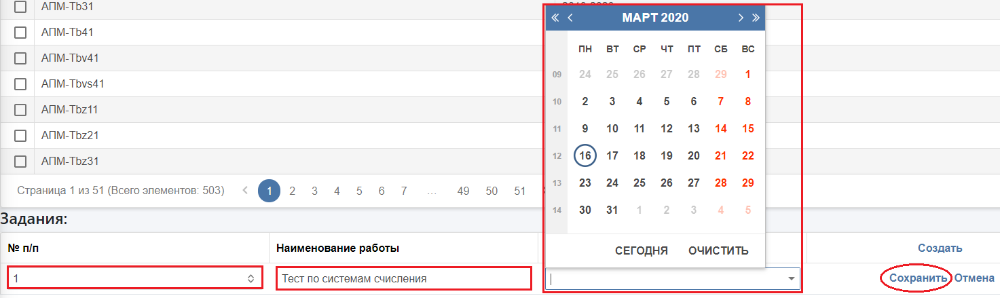 АПМ-Tb31
АПМ-Tb41
АПМ-Tbv41
АПМ-Tbvs41
АПМ-Tbz11
АПМ-Tbz21
АПМ-Tbz31
МАРТ 2020
ПН ВТ СР ЧТ ПТ СБ ВС
09 24 25 26 27 28 29 1
10 2 3 4 5 6 7 8
11 9 10 11 12 13 14 15
12 16 17 18 19 20 21 22
13 23 24 25 26 27 28 29
14 30 31 1 2 3 4 5
СЕГОДНЯ ОЧИСТИТЬ
Страница 1 из 51 (Всего элементов: 503) 1 2 3 4 5 6 7 ... 49 50 51
Задания:
№ п/п Наименование работы Создать
1 Тест по системам счисления Сохранить Отмена